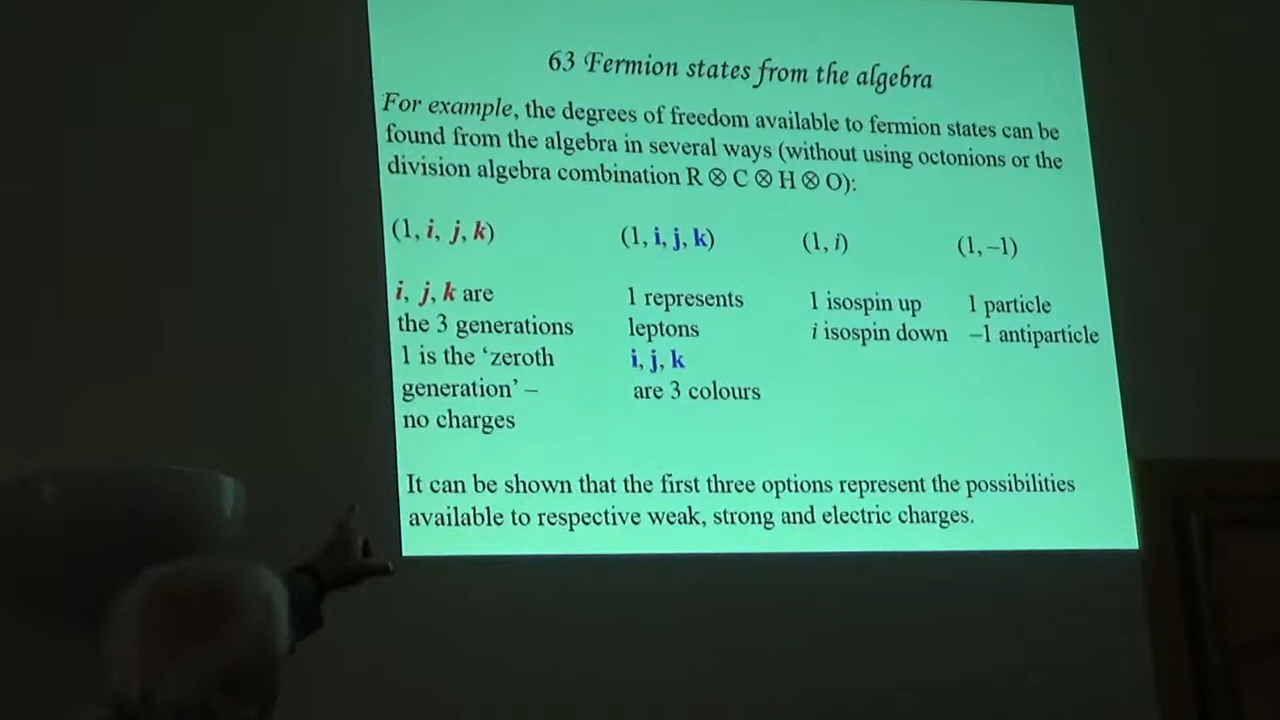 63 Fermion states from the algebra
For example, the degrees of freedom available to fermion states can be
found from the algebra in several ways (without using octonions or the
division algebra combination R ⊗ C ⊗ H ⊗ O):
(1, i, j, k)
i, j, k are
the 3 generations
1 is the ‘zeroth
generation’ –
no charges
(1, i, j, k)
1 represents
leptons
i, j, k
are 3 colours
(1, i)
1 isospin up
i isospin down
(1, –1)
1 particle
–1 antiparticle
It can be shown that the first three options represent the possibilities
available to respective weak, strong and electric charges.